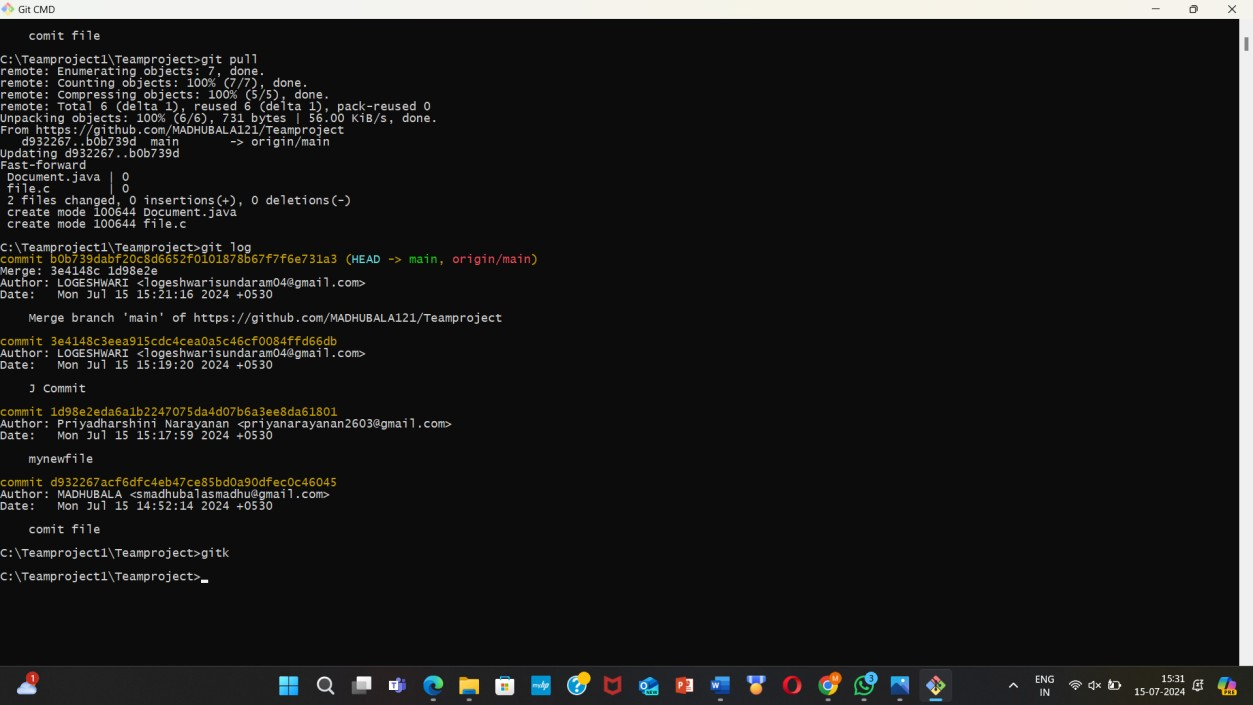 Git CMD
comit file
C:\Teamproject1\Teamproject>git pull
remote: Enumerating objects: 7, done.
remote: Counting objects: 100% (7/7), done.
remote: Compressing objects: 100% (5/5), done.
remote: Total 6 (delta 1), reused 6 (delta 1), pack-reused 0
Unpacking objects: 100% (6/6), 731 bytes | 56.00 KiB/s, done.
From https://github.com/MADHUBALA121/Teamproject
d932267..b0b739d  main       -> origin/main
Updating d932267..b0b739d
Fast-forward
Document.java | 0
file.c        | 0
2 files changed, 0 insertions(+), 0 deletions(-)
create mode 100644 Document.java
create mode 100644 file.c
C:\Teamproject1\Teamproject>git log
commit b0b739dabf20c8d6652f0101878b67f7f6e731a3 (HEAD -> main, origin/main)
Merge: 3e4148c 1d98e2e
Author: LOGESHWARI <logeshwarisundaram04@gmail.com>
Date:   Mon Jul 15 15:21:16 2024 +0530
Merge branch 'main' of https://github.com/MADHUBALA121/Teamproject
commit 3e4148c3eea915cdc4cea0a5c46cf0084ffd66db
Author: LOGESHWARI <logeshwarisundaram04@gmail.com>
Date:   Mon Jul 15 15:19:20 2024 +0530
J Commit
commit 1d98e2eda6a1b2247075da4d07b6a3ee8da61801
Author: Priyadharshini Narayanan <priyanarayanan2603@gmail.com>
Date:   Mon Jul 15 15:17:59 2024 +0530
mynewfile
commit d932267acf6dfc4eb47ce85bd0a90dfec0c46045
Author: MADHUBALA <smadhubalasmadhu@gmail.com>
Date:   Mon Jul 15 14:52:14 2024 +0530
comit file
C:\Teamproject1\Teamproject>gitk
C:\Teamproject1\Teamproject>
1
M
3
ENG
IN
15:31
15-07-2024